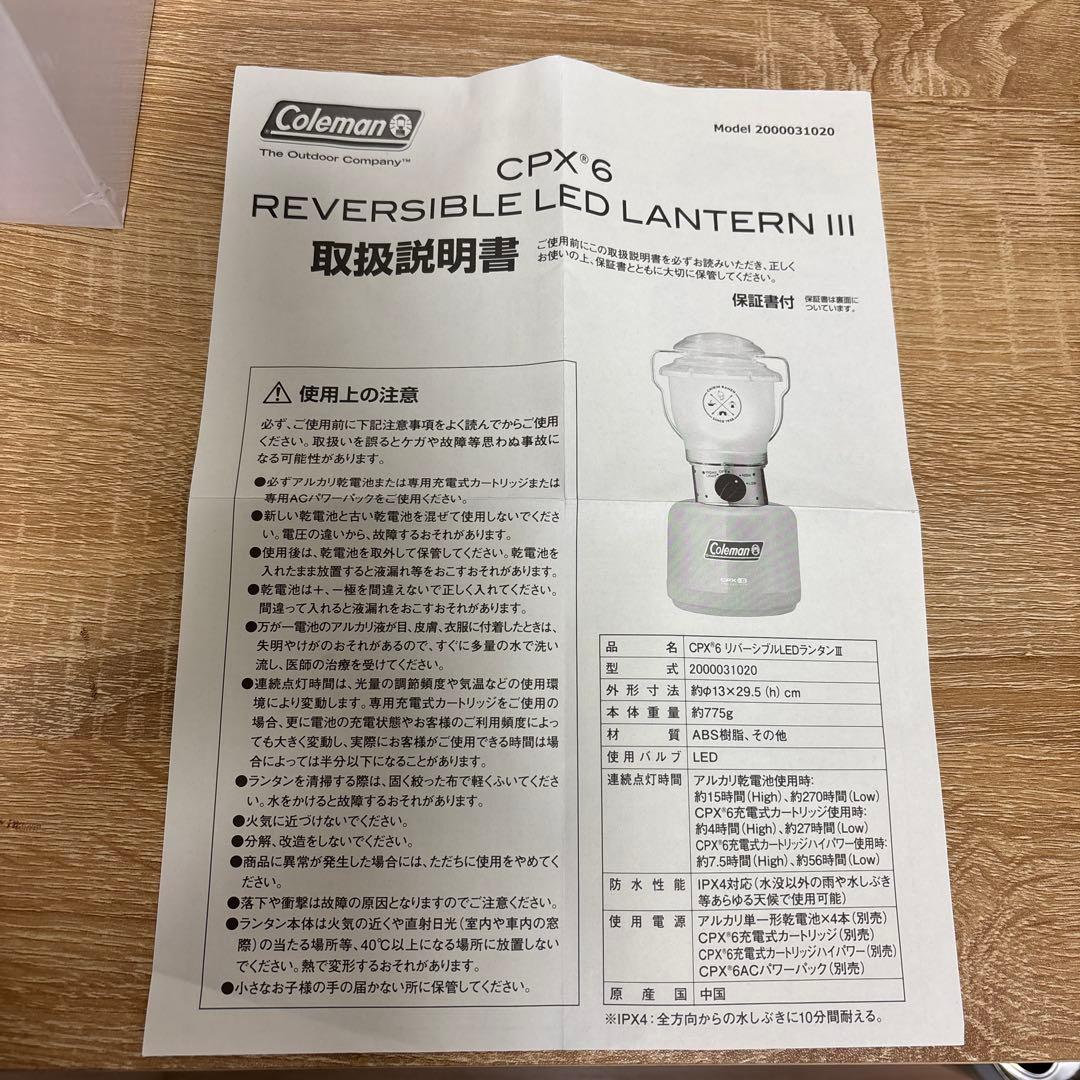 Coleman
The Outdoor Company™
Model 2000031020
CPX®6
REVERSIBLE LED LANTERN III
取扱説明書
ご使用前にこの取扱説明書を必ずお読みいただき、正しく
お使いの上、保証書とともに大切に保管してください。
保証書付
保証書は裏面に
ついています。
⚠ 使用上の注意
必ず、ご使用前に下記注意事項をよく読んでからご使用
ください。取扱いを誤るとケガや故障等思わぬ事故に
なる可能性があります。
●必ずアルカリ乾電池または専用充電式カートリッジまたは
専用ACパワーパックをご使用ください。
●新しい乾電池と古い乾電池を混ぜて使用しないでくださ
い。電圧の違いから、故障するおそれがあります。
●使用後は、乾電池を取外して保管してください。乾電池を
入れたまま放置すると液漏れ等をおこすおそれがあります。
●乾電池は＋、－極を間違えないで正しく入れてください。
間違って入れると液漏れをおこすおそれがあります。
●万が一電池のアルカリ液が目、皮膚、衣服に付着したときは、
失明やけがのおそれがあるので、すぐに多量の水で洗い
流し、医師の治療を受けてください。
●連続点灯時間は、光量の調節頻度や気温などの使用環
境により変動します。専用充電式カートリッジをご使用の
場合、更に電池の充電状態やお客様のご利用頻度によっ
ても大きく変動し、実際にお客様がご使用できる時間は場
合によっては半分以下になることがあります。
●ランタンを清掃する際は、固く絞った布で軽くふいてくださ
い。水をかけると故障するおそれがあります。
●火気に近づけないでください。
●分解、改造をしないでください。
●商品に異常が発生した場合には、ただちに使用をやめてく
ださい。
●落下や衝撃は故障の原因となりますのでご注意ください。
●ランタン本体は火気の近くや直射日光（室内や車内の窓
際）の当たる場所等、40℃以上になる場所に放置しない
でください。熱で変形するおそれがあります。
●小さなお子様の手の届かない所に保管してください。
Coleman
CPX 6
品名 CPX®6 リバーシブルLEDランタンⅢ
型式 2000031020
外形寸法 約φ13×29.5（h）cm
本体重量 約775g
材質 ABS樹脂、その他
使用バルブ LED
連続点灯時間 アルカリ乾電池使用時：
約15時間（High）、約270時間（Low）
CPX®6充電式カートリッジ使用時：
約4時間（High）、約27時間（Low）
CPX®6充電式カートリッジハイパワー使用時：
約7.5時間（High）、約56時間（Low）
防水性能 IPX4対応（水没以外の雨や水しぶき
等あらゆる天候で使用可能）
使用電源 アルカリ単一形乾電池×4本（別売）
CPX®6充電式カートリッジ（別売）
CPX®6充電式カートリッジハイパワー（別売）
CPX®6ACパワーパック（別売）
原産国 中国
※IPX4：全方向からの水しぶきに10分間耐える。